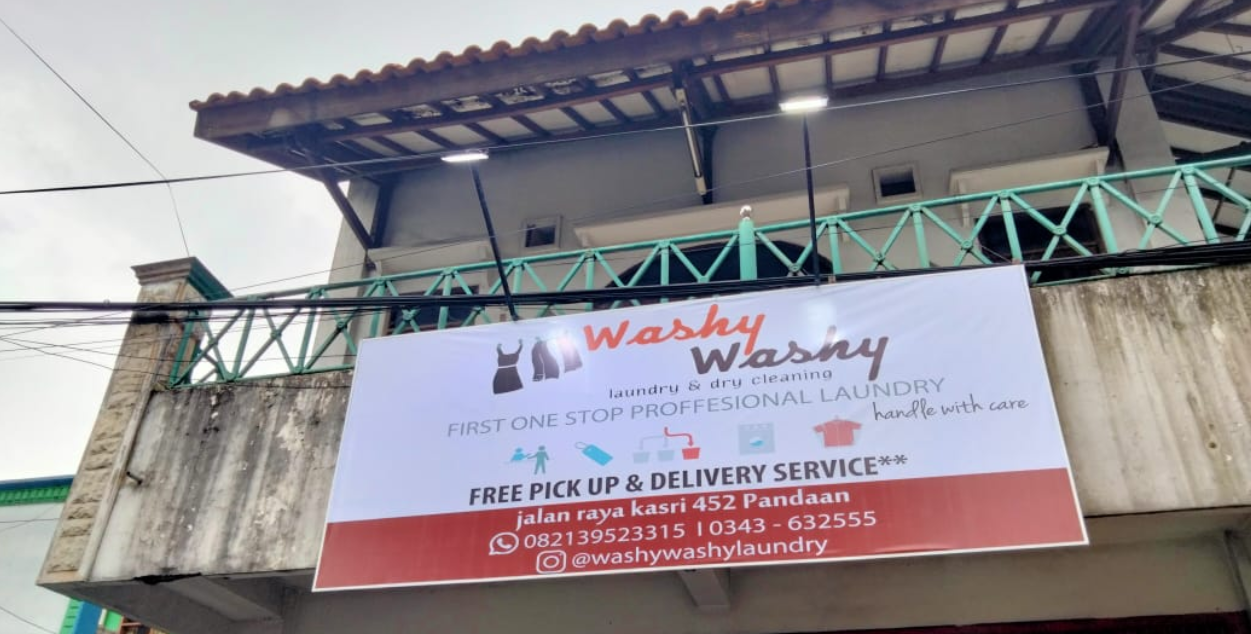 Washy
Washy
laundry & dry cleaning
FIRST ONE STOP PROFFESIONAL LAUNDRY
handle with care
FREE PICK UP & DELIVERY SERVICE**
jalan raya kasri 452 Pandaan
082139523315 | 0343 - 632555
@washywashylaundry